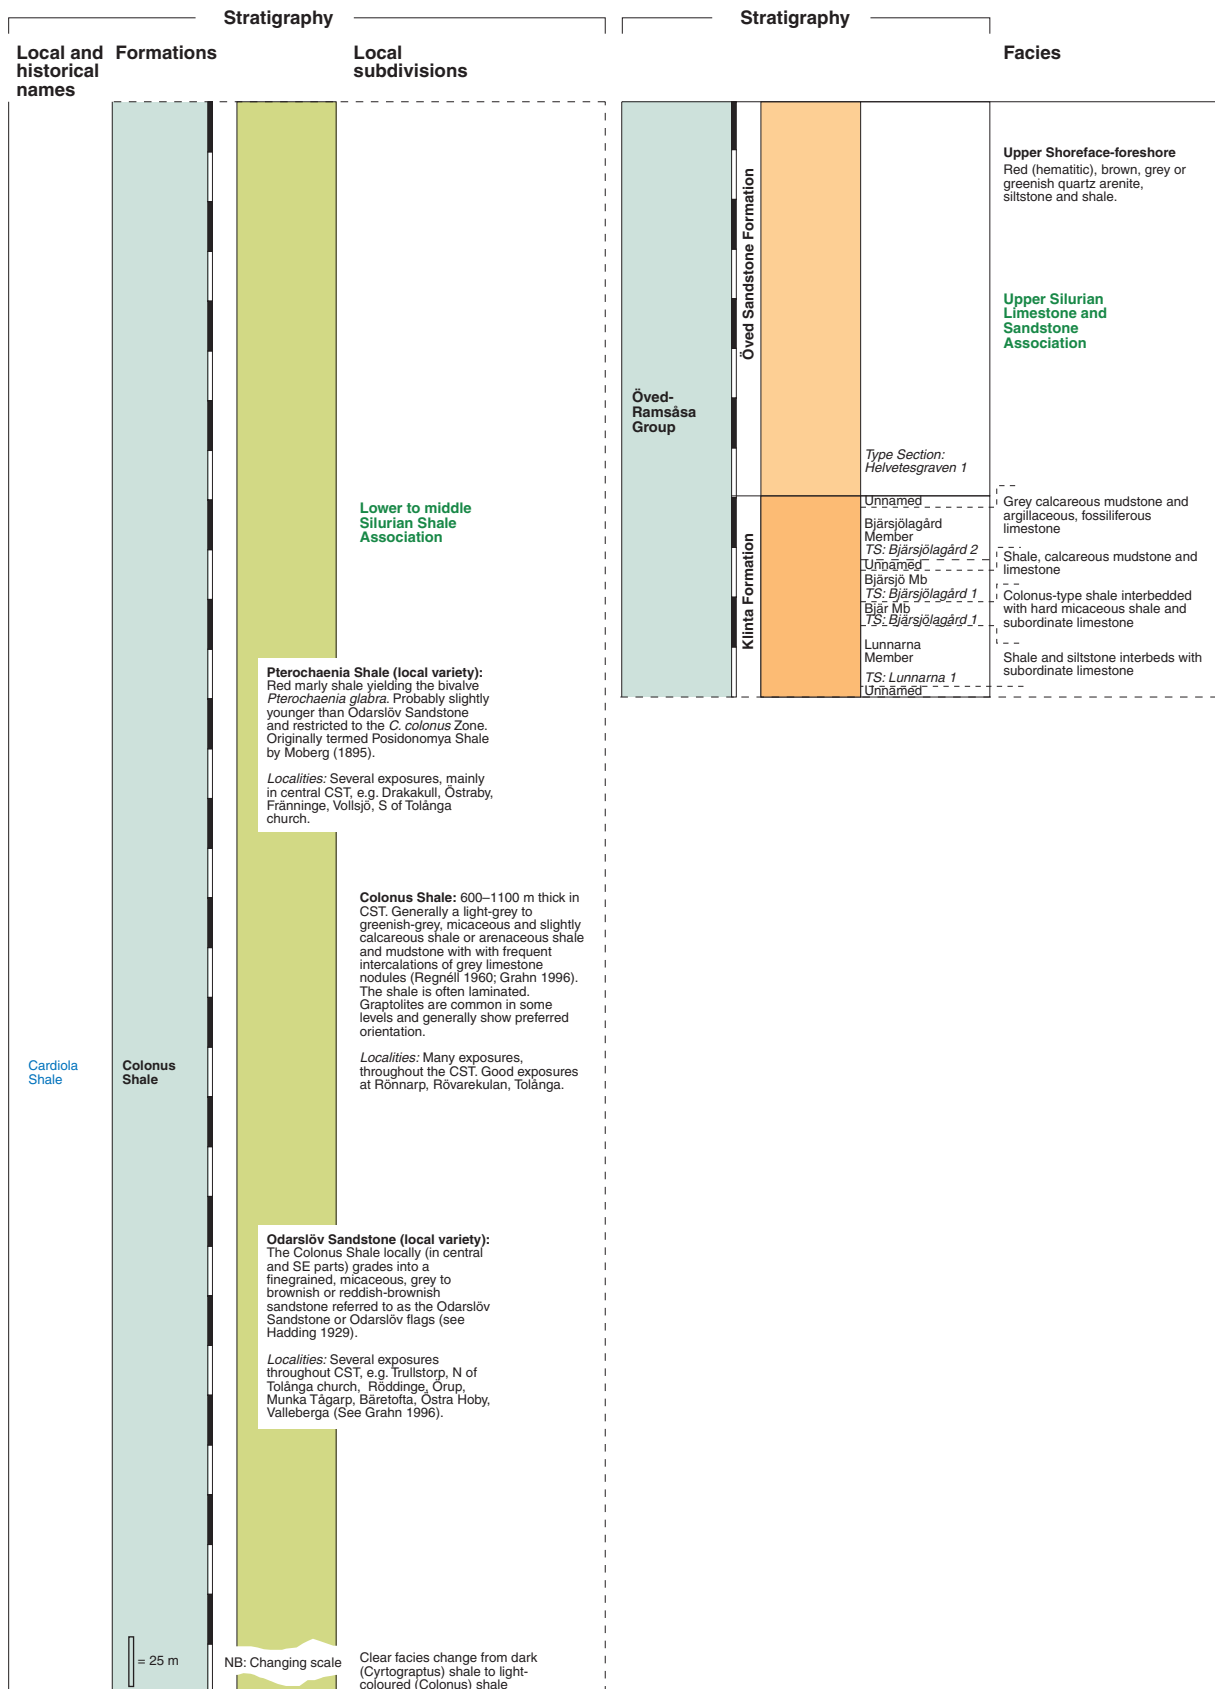 Stratigraphy
Local and
historical
names
Formations
Local
subdivisions
Lower to middle
Silurian Shale
Association
Pterochaenia Shale (local variety):
Red marly shale yielding the bivalve
Pterochaenia glabra. Probably slightly
younger than Odarslöv Sandstone
and restricted to the C. colonus Zone.
Originally termed Posidonomya Shale
by Moberg (1895).
Localities: Several exposures, mainly
in central CST, e.g. Drakakull, Östraby,
Fränninge, Vollsjö, S of Tolånga
church.
Colonus Shale: 600–1100 m thick in
CST. Generally a light-grey to
greenish-grey, micaceous and slightly
calcareous shale or arenaceous shale
and mudstone with with frequent
intercalations of grey limestone
nodules (Regnéll 1960; Grahn 1996).
The shale is often laminated.
Graptolites are common in some
levels and generally show preferred
orientation.
Localities: Many exposures,
throughout the CST. Good exposures
at Rönnarp, Rövarekulan, Tolånga.
Cardiola
Shale
Colonus
Shale
Odarslöv Sandstone (local variety):
The Colonus Shale locally (in central
and SE parts) grades into a
finegrained, micaceous, grey to
brownish or reddish-brownish
sandstone referred to as the Odarslöv
Sandstone or Odarslöv flags (see
Hadding 1929).
Localities: Several exposures
throughout CST, e.g. Trullstorp, N of
Tolånga church, Röddinge, Örup,
Munka Tågarp, Bäretofta, Östra Hoby,
Valleberga (See Grahn 1996).
= 25 m
NB: Changing scale
Clear facies change from dark
(Cyrtograptus) shale to light-
coloured (Colonus) shale
Stratigraphy
Facies
Öved-
Ramsåsa
Group
Öved Sandstone Formation
Klinta Formation
Type Section:
Helvetesgraven 1
Unnamed
Bjärsjölagård
Member
TS: Bjärsjölagård 2
Unnamed
Bjärsjö Mb
TS: Bjärsjölagård 1
Bjär Mb
TS: Bjärsjölagård 1
Lunnarna
Member
TS: Lunnarna 1
Unnamed
Upper Shoreface-foreshore
Red (hematitic), brown, grey or
greenish quartz arenite,
siltstone and shale.
Upper Silurian
Limestone and
Sandstone
Association
Grey calcareous mudstone and
argillaceous, fossiliferous
limestone
Shale, calcareous mudstone and
limestone
Colonus-type shale interbedded
with hard micaceous shale and
subordinate limestone
Shale and siltstone interbeds with
subordinate limestone